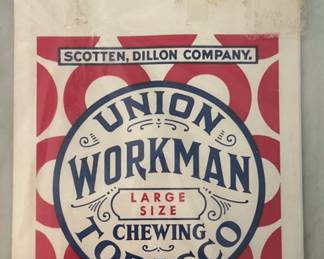 SCOTTEN, DILLON COMPANY.
UNION
WORKMAN
LARGE
SIZE
CHEWING
TOBACCO